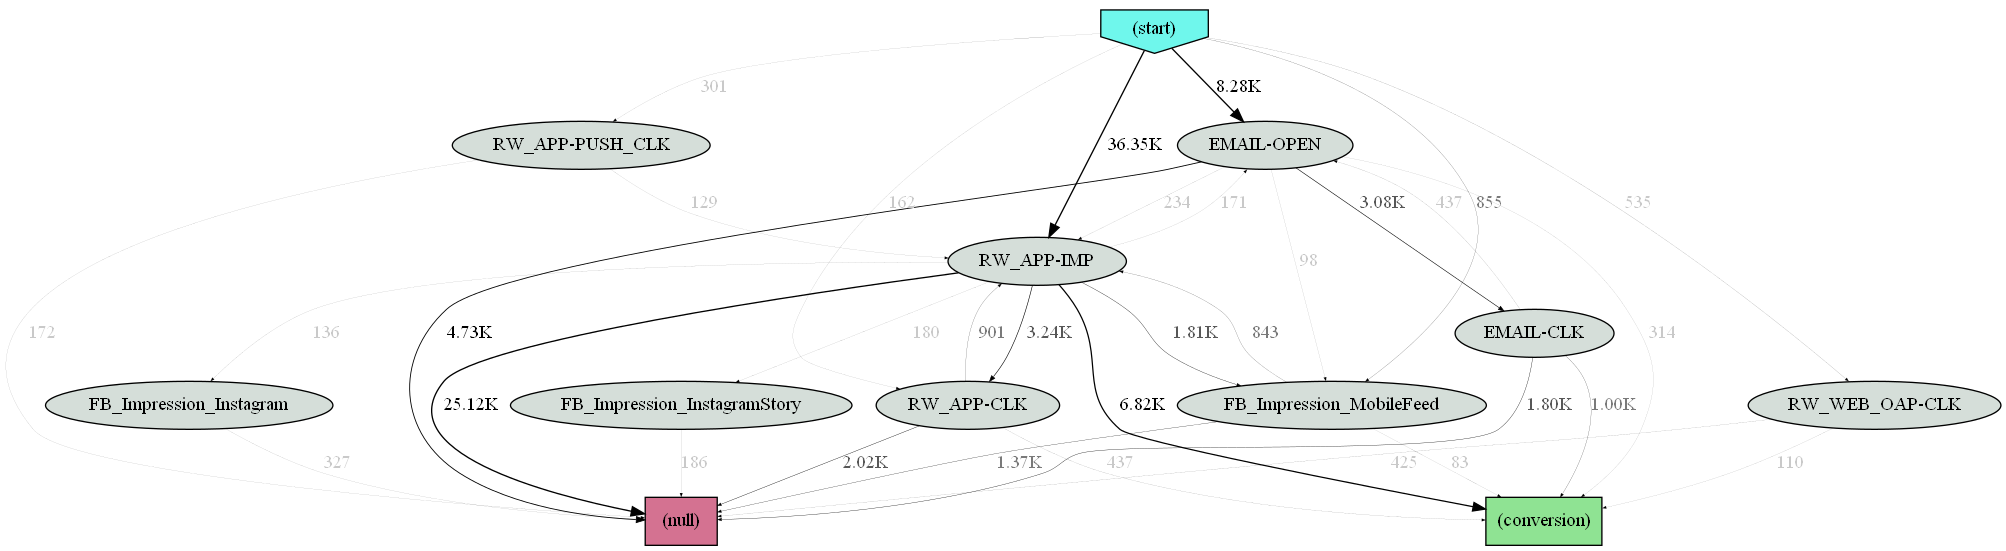 (start)
301
8.28K
RW_APP-PUSH_CLK
EMAIL-OPEN
36.35K
129
162
234
171
3.08K
437
855
535
RW_APP-IMP
98
172
136
4.73K
180
901
3.24K
1.81K
843
EMAIL-CLK
314
FB_Impression_Instagram
25.12K
FB_Impression_InstagramStory
RW_APP-CLK
6.82K
FB_Impression_MobileFeed
1.80K
1.00K
RW_WEB_OAP-CLK
327
186
2.02K
1.37K
437
425
83
110
(null)
(conversion)